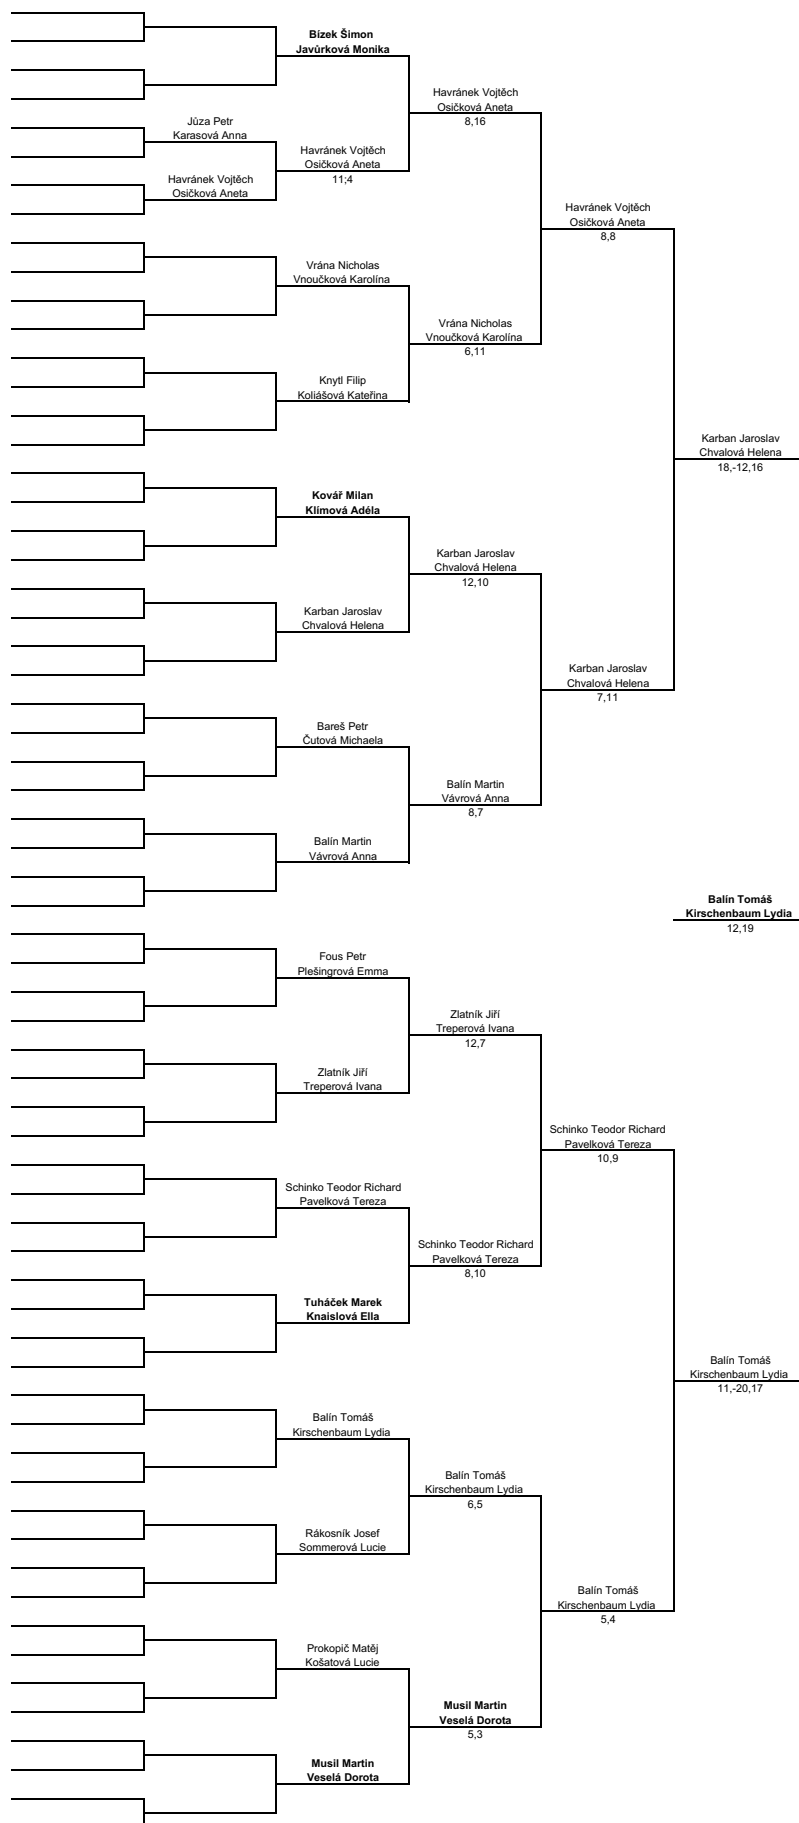 Bízek Šimon
Javůrková Monika
Havránek Vojtěch
Osičková Aneta
8,16
Jůza Petr
Karasová Anna
Havránek Vojtěch
Osičková Aneta
11;4
Havránek Vojtěch
Osičková Aneta
Havránek Vojtěch
Osičková Aneta
8,8
Vrána Nicholas
Vnoučková Karolína
Vrána Nicholas
Vnoučková Karolína
6,11
Knytl Filip
Koliášová Kateřina
Karban Jaroslav
Chvalová Helena
18,-12,16
Kovář Milan
Klímová Adéla
Karban Jaroslav
Chvalová Helena
12,10
Karban Jaroslav
Chvalová Helena
Karban Jaroslav
Chvalová Helena
7,11
Bareš Petr
Čutová Michaela
Balín Martin
Vávrová Anna
8,7
Balín Martin
Vávrová Anna
Balín Tomáš
Kirschenbaum Lydia
12,19
Fous Petr
Plešingrová Emma
Zlatník Jiří
Treperová Ivana
12,7
Zlatník Jiří
Treperová Ivana
Schinko Teodor Richard
Pavelková Tereza
10,9
Schinko Teodor Richard
Pavelková Tereza
Schinko Teodor Richard
Pavelková Tereza
8,10
Tuháček Marek
Knaislová Ella
Balín Tomáš
Kirschenbaum Lydia
11,-20,17
Balín Tomáš
Kirschenbaum Lydia
Balín Tomáš
Kirschenbaum Lydia
6,5
Rákosník Josef
Sommerová Lucie
Balín Tomáš
Kirschenbaum Lydia
5,4
Prokopič Matěj
Košatová Lucie
Musil Martin
Veselá Dorota
5,3
Musil Martin
Veselá Dorota